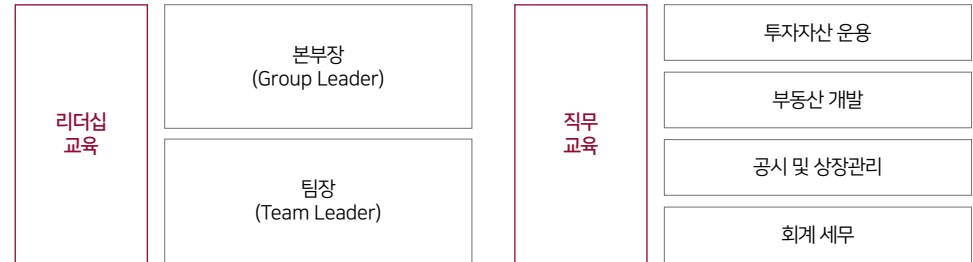 리더십
교육
본부장
(Group Leader)
팀장
(Team Leader)
직무
교육
투자자산 운용
부동산 개발
공시 및 상장관리
회계 세무